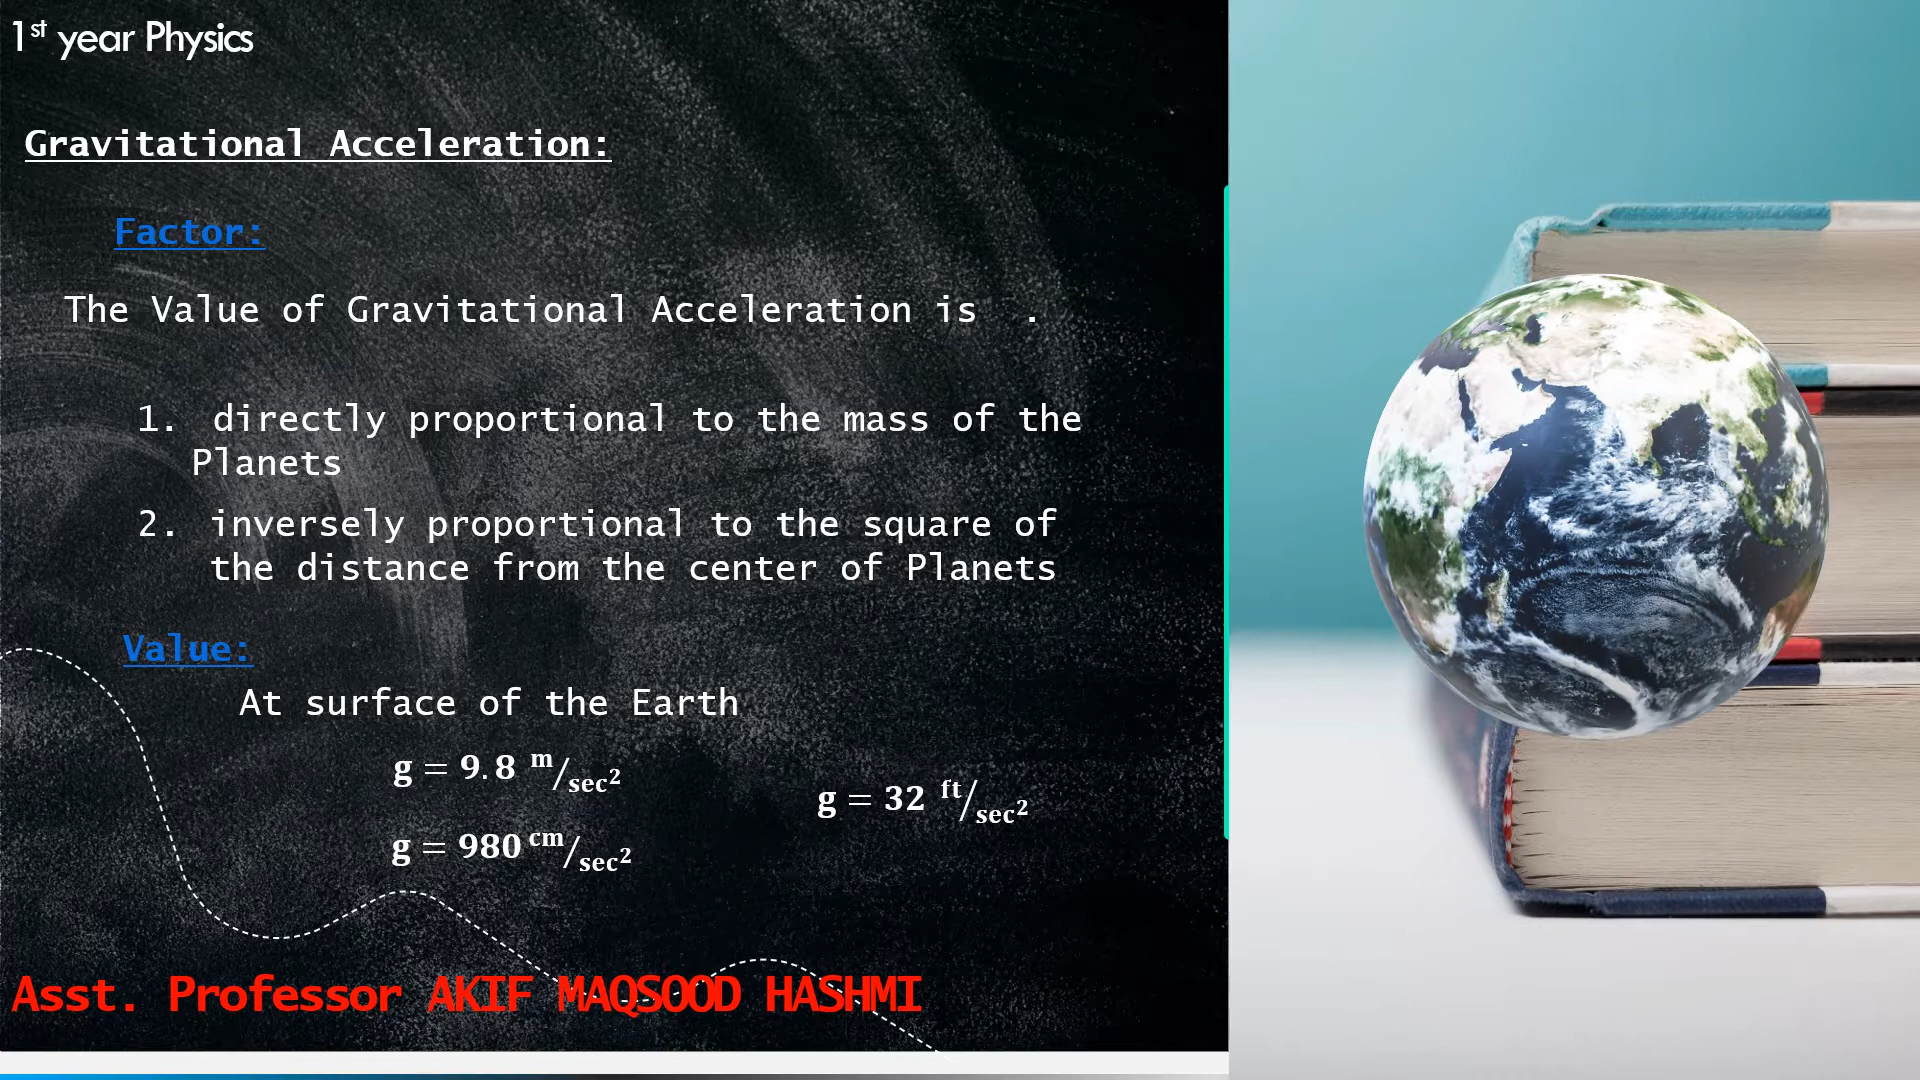 1st year Physics
Gravitational Acceleration:
Factor:
The Value of Gravitational Acceleration is .
1. directly proportional to the mass of the
Planets
2. inversely proportional to the square of
the distance from the center of Planets
Value:
At surface of the Earth
g = 9.8 m/sec²
g = 32 ft/sec²
g = 980 cm/sec²
Asst. Professor AKIF MAQSOOD HASHMI